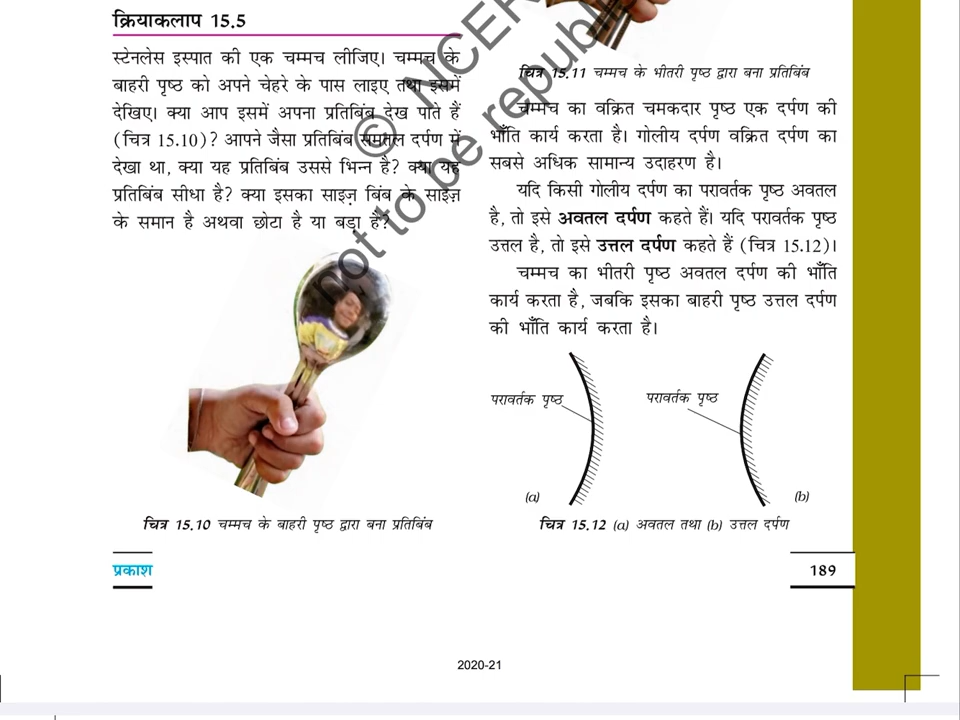 क्रियाकलाप 15.5
स्टेनलेस इस्पात की एक चम्मच लीजिए। चम्मच के
बाहरी पृष्ठ को अपने चेहरे के पास लाइए तथा इसमें
देखिए। क्या आप इसमें अपना प्रतिबिंब देख पाते हैं
(चित्र 15.10)? आपने जैसा प्रतिबिंब समतल दर्पण में
देखा था, क्या यह प्रतिबिंब उससे भिन्न है? क्या यह
प्रतिबिंब सीधा है? क्या इसका साइज़ बिंब के साइज़
के समान है अथवा छोटा है या बड़ा है?
चित्र 15.10 चम्मच के बाहरी पृष्ठ द्वारा बना प्रतिबिंब
चित्र 15.11 चम्मच के भीतरी पृष्ठ द्वारा बना प्रतिबिंब
चम्मच का वक्रित चमकदार पृष्ठ एक दर्पण की
भाँति कार्य करता है। गोलीय दर्पण वक्रित दर्पण का
सबसे अधिक सामान्य उदाहरण है।
यदि किसी गोलीय दर्पण का परावर्तक पृष्ठ अवतल
है, तो इसे अवतल दर्पण कहते हैं। यदि परावर्तक पृष्ठ
उत्तल है, तो इसे उत्तल दर्पण कहते हैं (चित्र 15.12)।
चम्मच का भीतरी पृष्ठ अवतल दर्पण की भाँति
कार्य करता है, जबकि इसका बाहरी पृष्ठ उत्तल दर्पण
की भाँति कार्य करता है।
परावर्तक पृष्ठ
परावर्तक पृष्ठ
(a)
(b)
चित्र 15.12 (a) अवतल तथा (b) उत्तल दर्पण
© NCER
not to be republ
प्रकाश
189
2020-21